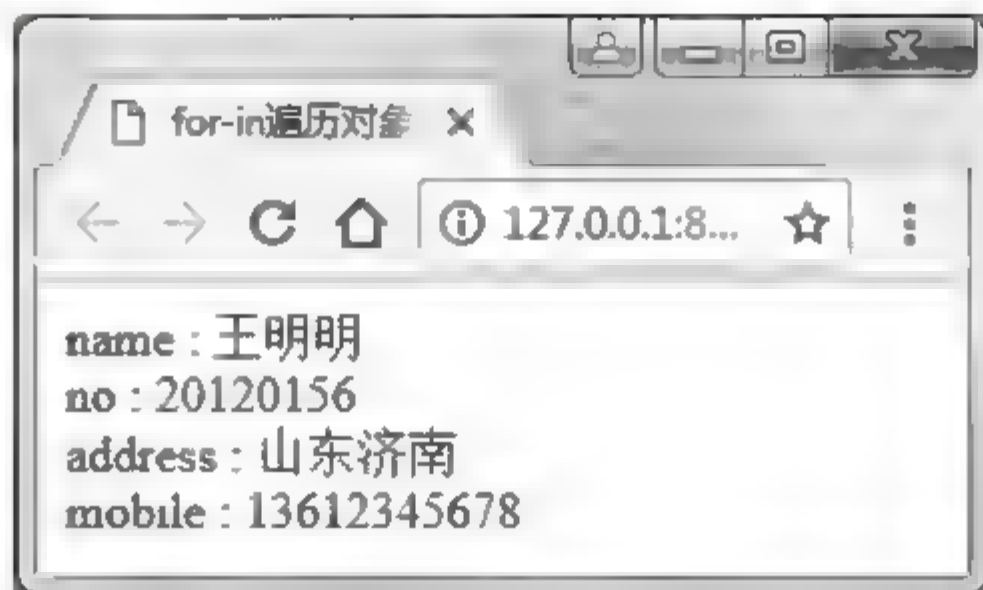 for-in遍历对象
127.0.0.1:8...
name : 王明明
no : 20120156
address : 山东济南
mobile : 13612345678